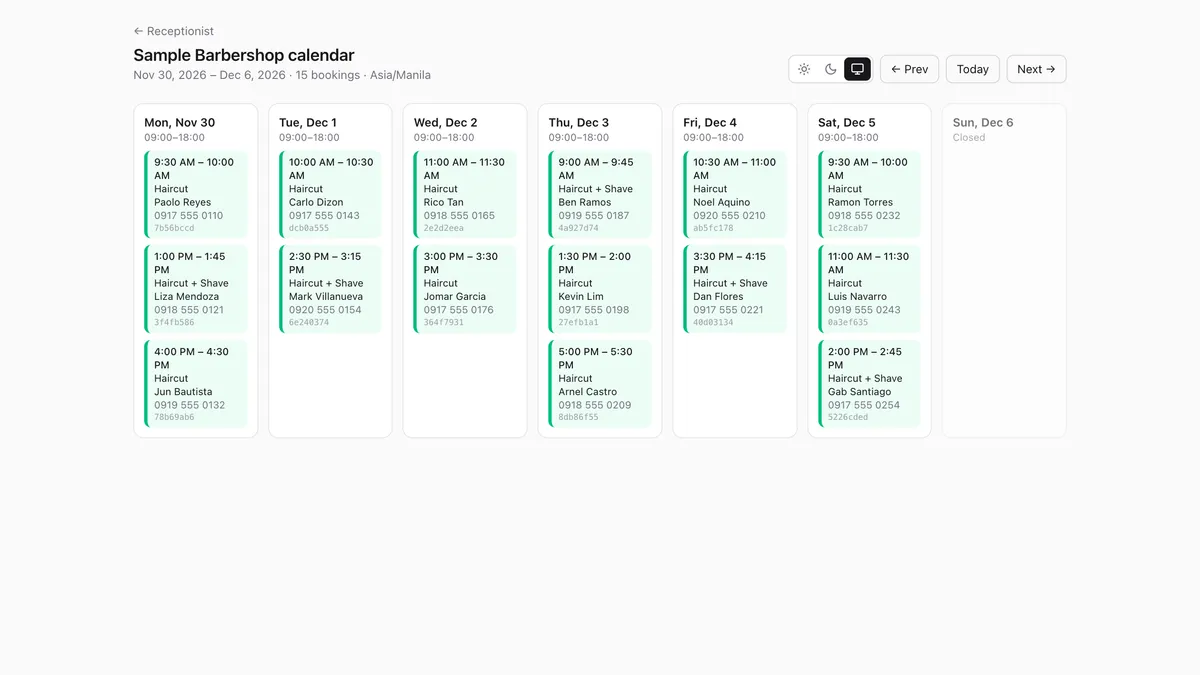 ← Receptionist
Sample Barbershop calendar
Nov 30, 2026 – Dec 6, 2026 · 15 bookings · Asia/Manila
← Prev
Today
Next →
Mon, Nov 30
09:00–18:00
9:30 AM – 10:00
AM
Haircut
Paolo Reyes
0917 555 0110
7b56bccd
1:00 PM – 1:45
PM
Haircut + Shave
Liza Mendoza
0918 555 0121
3f4fb586
4:00 PM – 4:30
PM
Haircut
Jun Bautista
0919 555 0132
78b69ab6
Tue, Dec 1
09:00–18:00
10:00 AM – 10:30
AM
Haircut
Carlo Dizon
0917 555 0143
dcb0a555
2:30 PM – 3:15
PM
Haircut + Shave
Mark Villanueva
0920 555 0154
6e240374
Wed, Dec 2
09:00–18:00
11:00 AM – 11:30
AM
Haircut
Rico Tan
0918 555 0165
2e2d2eea
3:00 PM – 3:30
PM
Haircut
Jomar Garcia
0917 555 0176
364f7931
Thu, Dec 3
09:00–18:00
9:00 AM – 9:45
AM
Haircut + Shave
Ben Ramos
0919 555 0187
4a927d74
1:30 PM – 2:00
PM
Haircut
Kevin Lim
0917 555 0198
27efb1a1
5:00 PM – 5:30
PM
Haircut
Arnel Castro
0918 555 0209
8db86f55
Fri, Dec 4
09:00–18:00
10:30 AM – 11:00
AM
Haircut
Noel Aquino
0920 555 0210
ab5fc178
3:30 PM – 4:15
PM
Haircut + Shave
Dan Flores
0917 555 0221
40d03134
Sat, Dec 5
09:00–18:00
9:30 AM – 10:00
AM
Haircut
Ramon Torres
0918 555 0232
1c28cab7
11:00 AM – 11:30
AM
Haircut
Luis Navarro
0919 555 0243
0a3ef635
2:00 PM – 2:45
PM
Haircut + Shave
Gab Santiago
0917 555 0254
5226cded
Sun, Dec 6
Closed